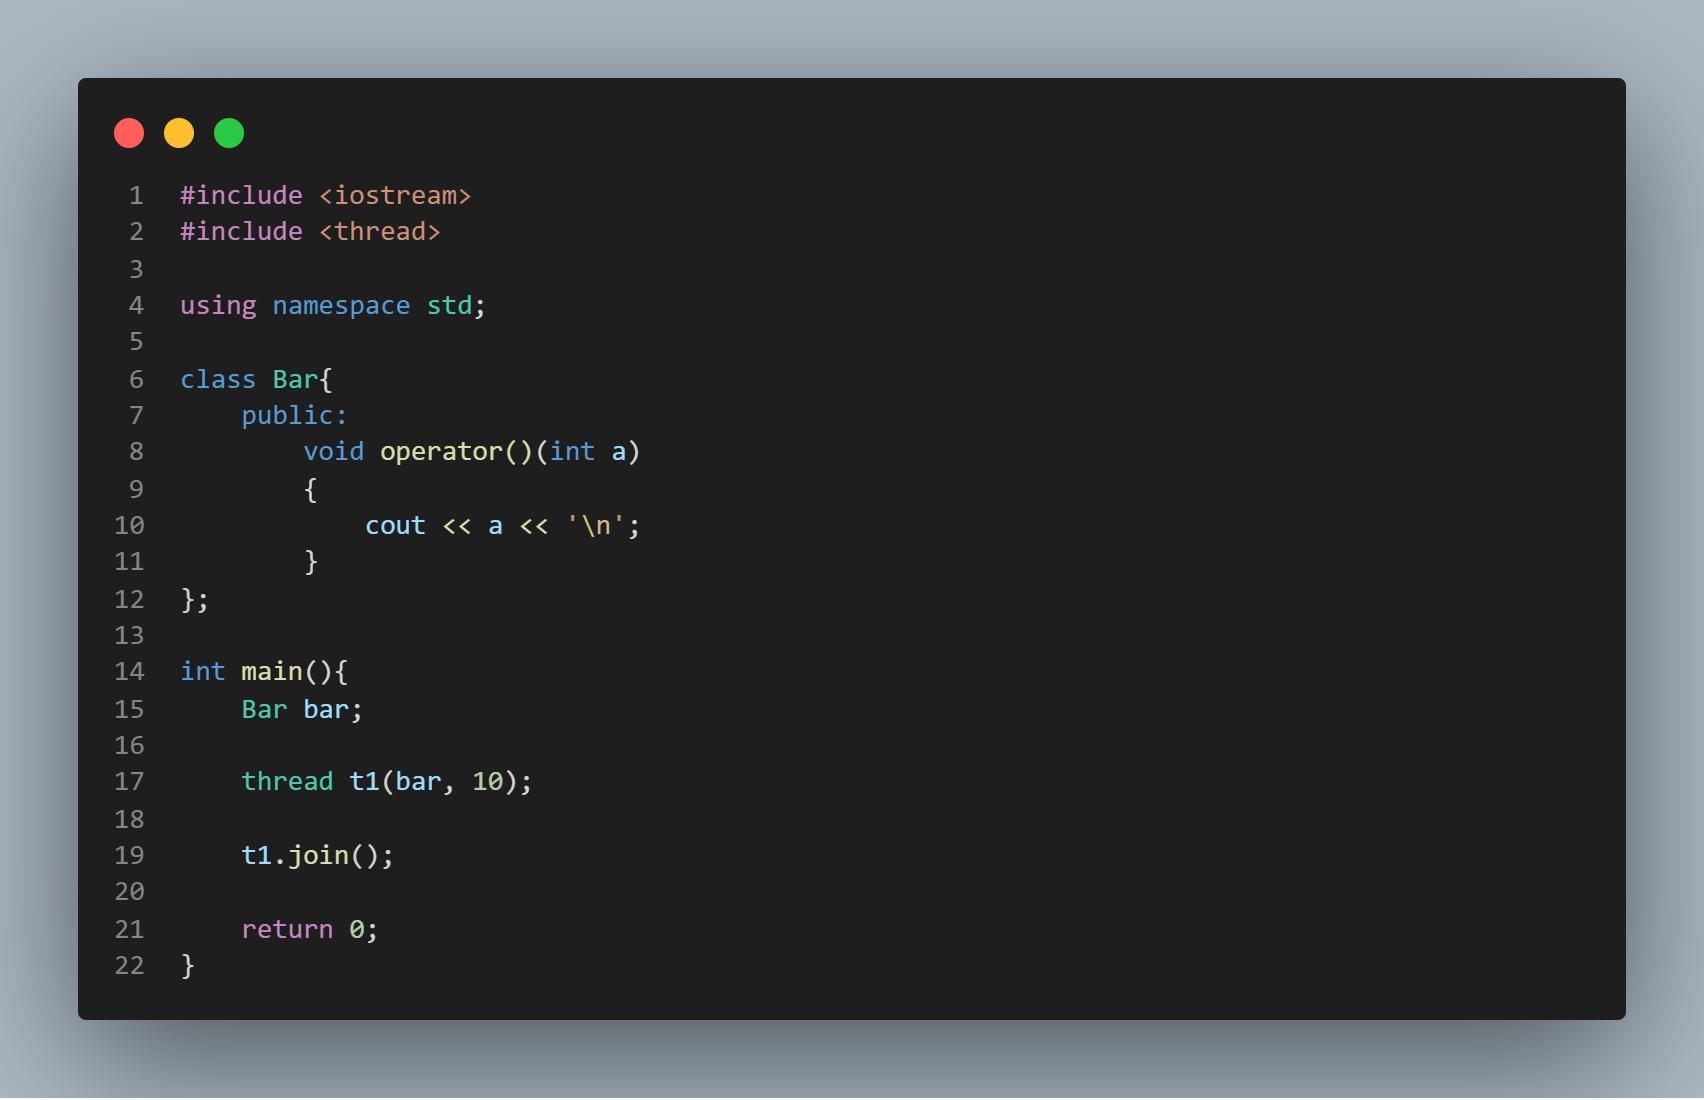 1 #include <iostream>
2 #include <thread>
3
4 using namespace std;
5
6 class Bar{
7     public:
8         void operator()(int a)
9         {
10             cout << a << '\n';
11         }
12 };
13
14 int main(){
15     Bar bar;
16
17     thread t1(bar, 10);
18
19     t1.join();
20
21     return 0;
22 }